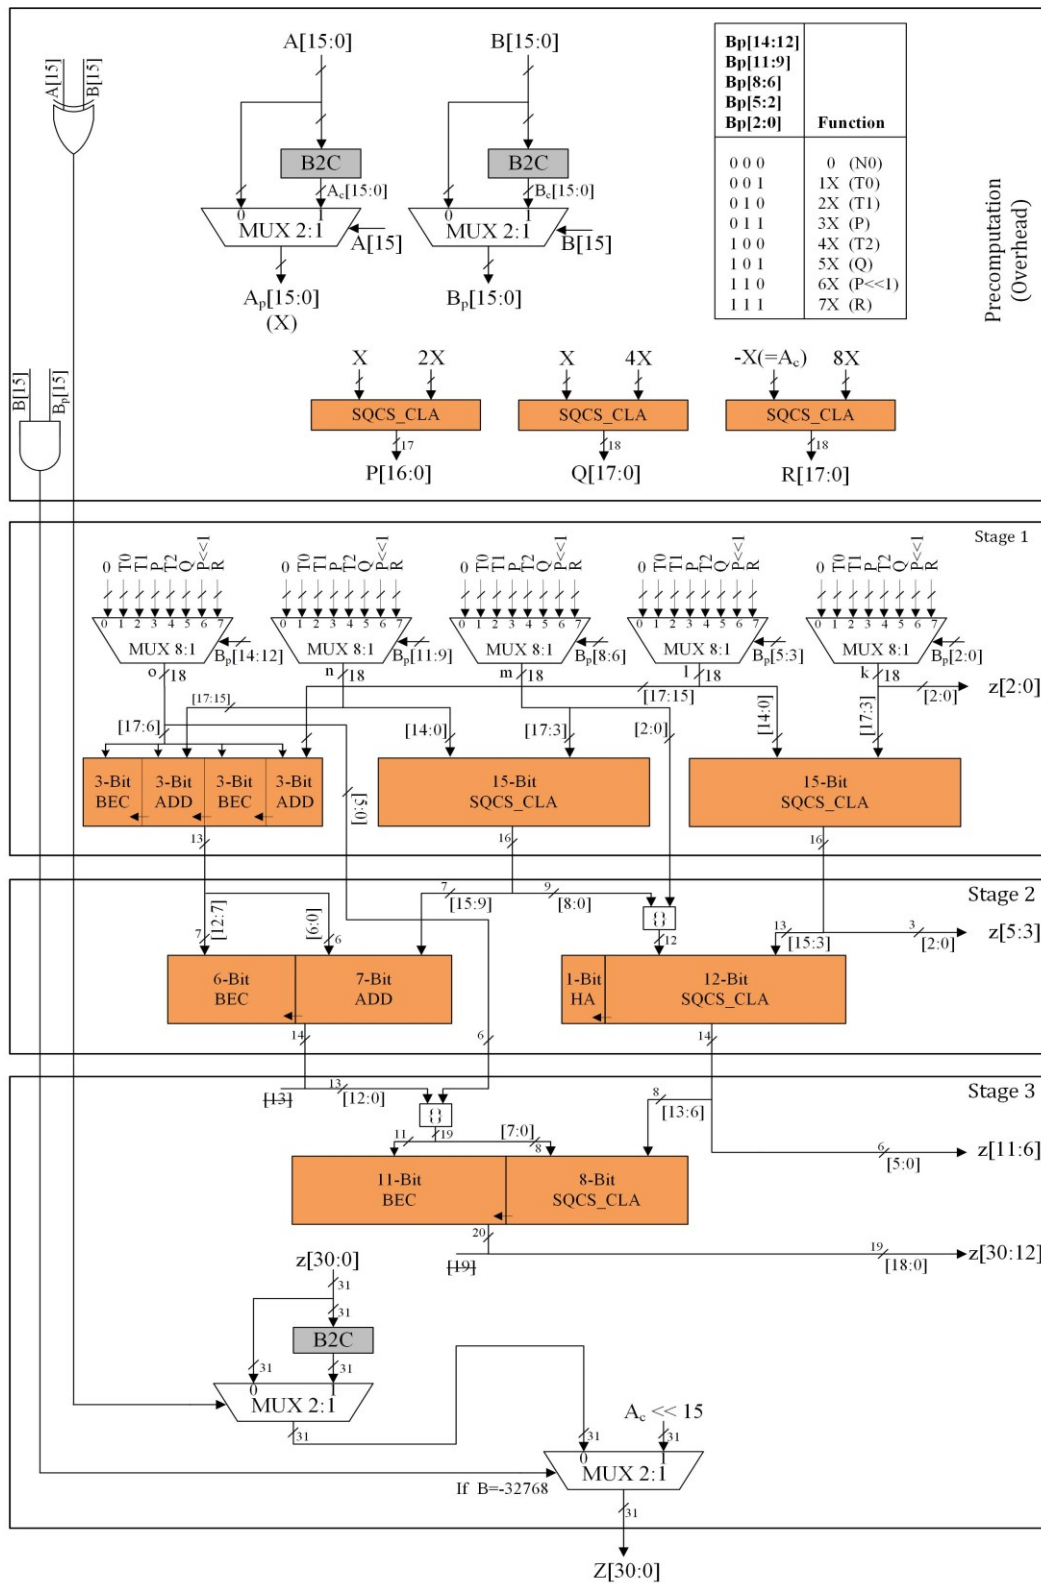 A[15:0]
B[15:0]
A[15]
B[15]
B2C
B2C
A_c[15:0]
B_c[15:0]
0 1
0 1
MUX 2:1
MUX 2:1
A[15]
B[15]
A_p[15:0]
(X)
B_p[15:0]
Bp[14:12]
Bp[11:9]
Bp[8:6]
Bp[5:2]
Bp[2:0] Function
0 0 0 0 (N0)
0 0 1 1X (T0)
0 1 0 2X (T1)
0 1 1 3X (P)
1 0 0 4X (T2)
1 0 1 5X (Q)
1 1 0 6X (P<<1)
1 1 1 7X (R)
Precomputation
(Overhead)
B[15]
B_p[15]
X 2X
X 4X
-X(=A_c) 8X
SQCS_CLA
SQCS_CLA
SQCS_CLA
17
18
18
P[16:0]
Q[17:0]
R[17:0]
Stage 1
0 T0 T1 P T2 Q P<<1 R
0 T0 T1 P T2 Q P<<1 R
0 T0 T1 P T2 Q P<<1 R
0 T0 T1 P T2 Q P<<1 R
0 T0 T1 P T2 Q P<<1 R
0 1 2 3 4 5 6 7
0 1 2 3 4 5 6 7
0 1 2 3 4 5 6 7
0 1 2 3 4 5 6 7
0 1 2 3 4 5 6 7
MUX 8:1
MUX 8:1
MUX 8:1
MUX 8:1
MUX 8:1
B_p[14:12]
B_p[11:9]
B_p[8:6]
B_p[5:3]
B_p[2:0]
o 18
n 18
m 18
l 18
k 18
[17:15]
[17:15]
[2:0]
z[2:0]
[17:6]
[14:0]
[17:3]
[2:0]
[14:0]
[17:3]
3-Bit
BEC
3-Bit
ADD
3-Bit
BEC
3-Bit
ADD
[5:0]
15-Bit
SQCS_CLA
15-Bit
SQCS_CLA
13
16
16
Stage 2
7
[15:9]
9
[8:0]
[12:7]
7
[6:0]
6
{}
12
13
[15:3]
3
[2:0]
z[5:3]
6-Bit
BEC
7-Bit
ADD
1-Bit
HA
12-Bit
SQCS_CLA
14
6
14
Stage 3
[13]
13
[12:0]
{}
8
[13:6]
11
19
[7:0]
8
6
[5:0]
z[11:6]
11-Bit
BEC
8-Bit
SQCS_CLA
20
[19]
19
[18:0]
z[30:12]
z[30:0]
31
31
B2C
31
31
0 1
MUX 2:1
31
A_c << 15
31
31
0 1
MUX 2:1
If B=-32768
31
Z[30:0]